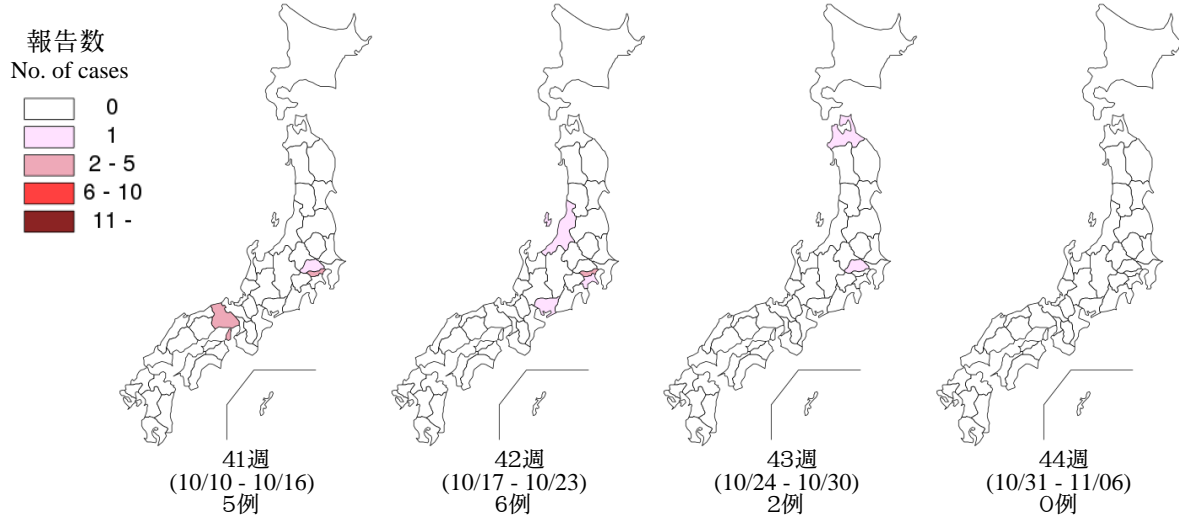 報告数
No. of cases
0
1
2 - 5
6 - 10
11 -
41週
(10/10 - 10/16)
5例
42週
(10/17 - 10/23)
6例
43週
(10/24 - 10/30)
2例
44週
(10/31 - 11/06)
0例